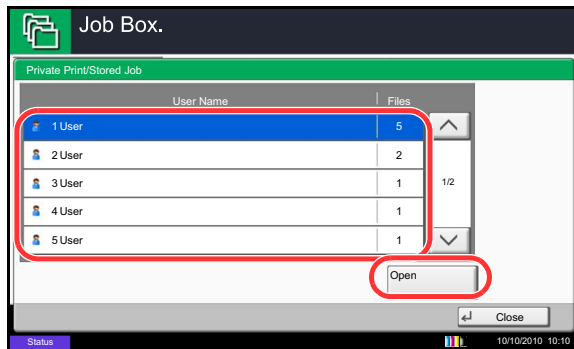 Job Box.
Private Print/Stored Job
User Name Files
1 User 5
2 User 2
3 User 1
4 User 1
5 User 1
1/2
Open
Close
Status 10/10/2010 10:10